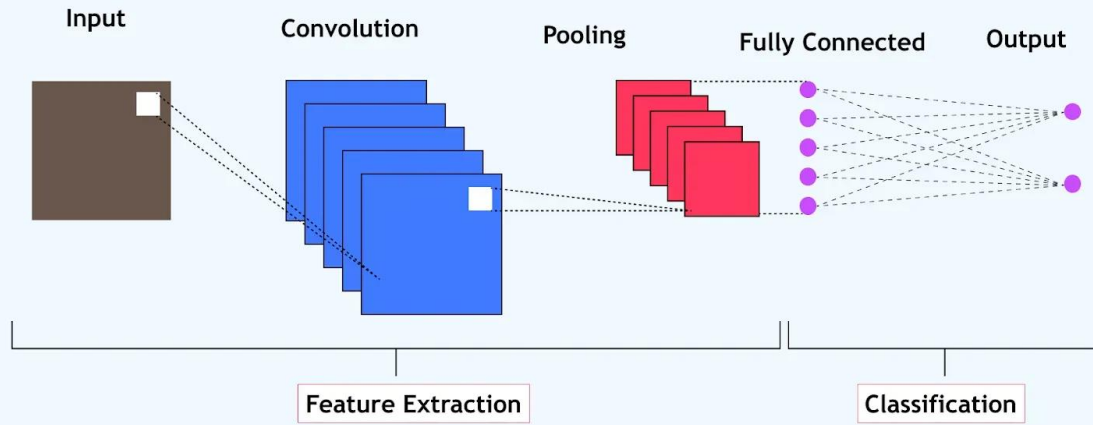 Input
Convolution
Pooling
Fully Connected
Output
Feature Extraction
Classification